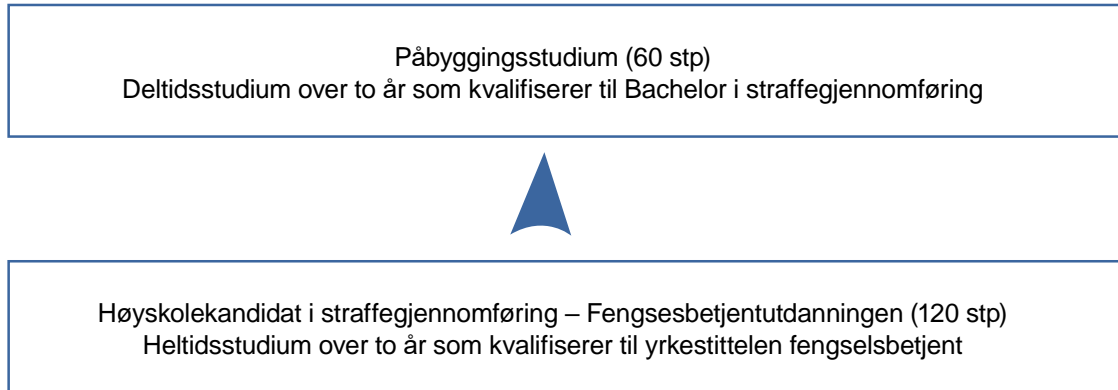 Påbyggingsstudium (60 stp)
Deltidsstudium over to år som kvalifiserer til Bachelor i straffegjennomføring
Høyskolekandidat i straffegjennomføring – Fengsesbetjentutdanningen (120 stp)
Heltidsstudium over to år som kvalifiserer til yrkestittelen fengselsbetjent